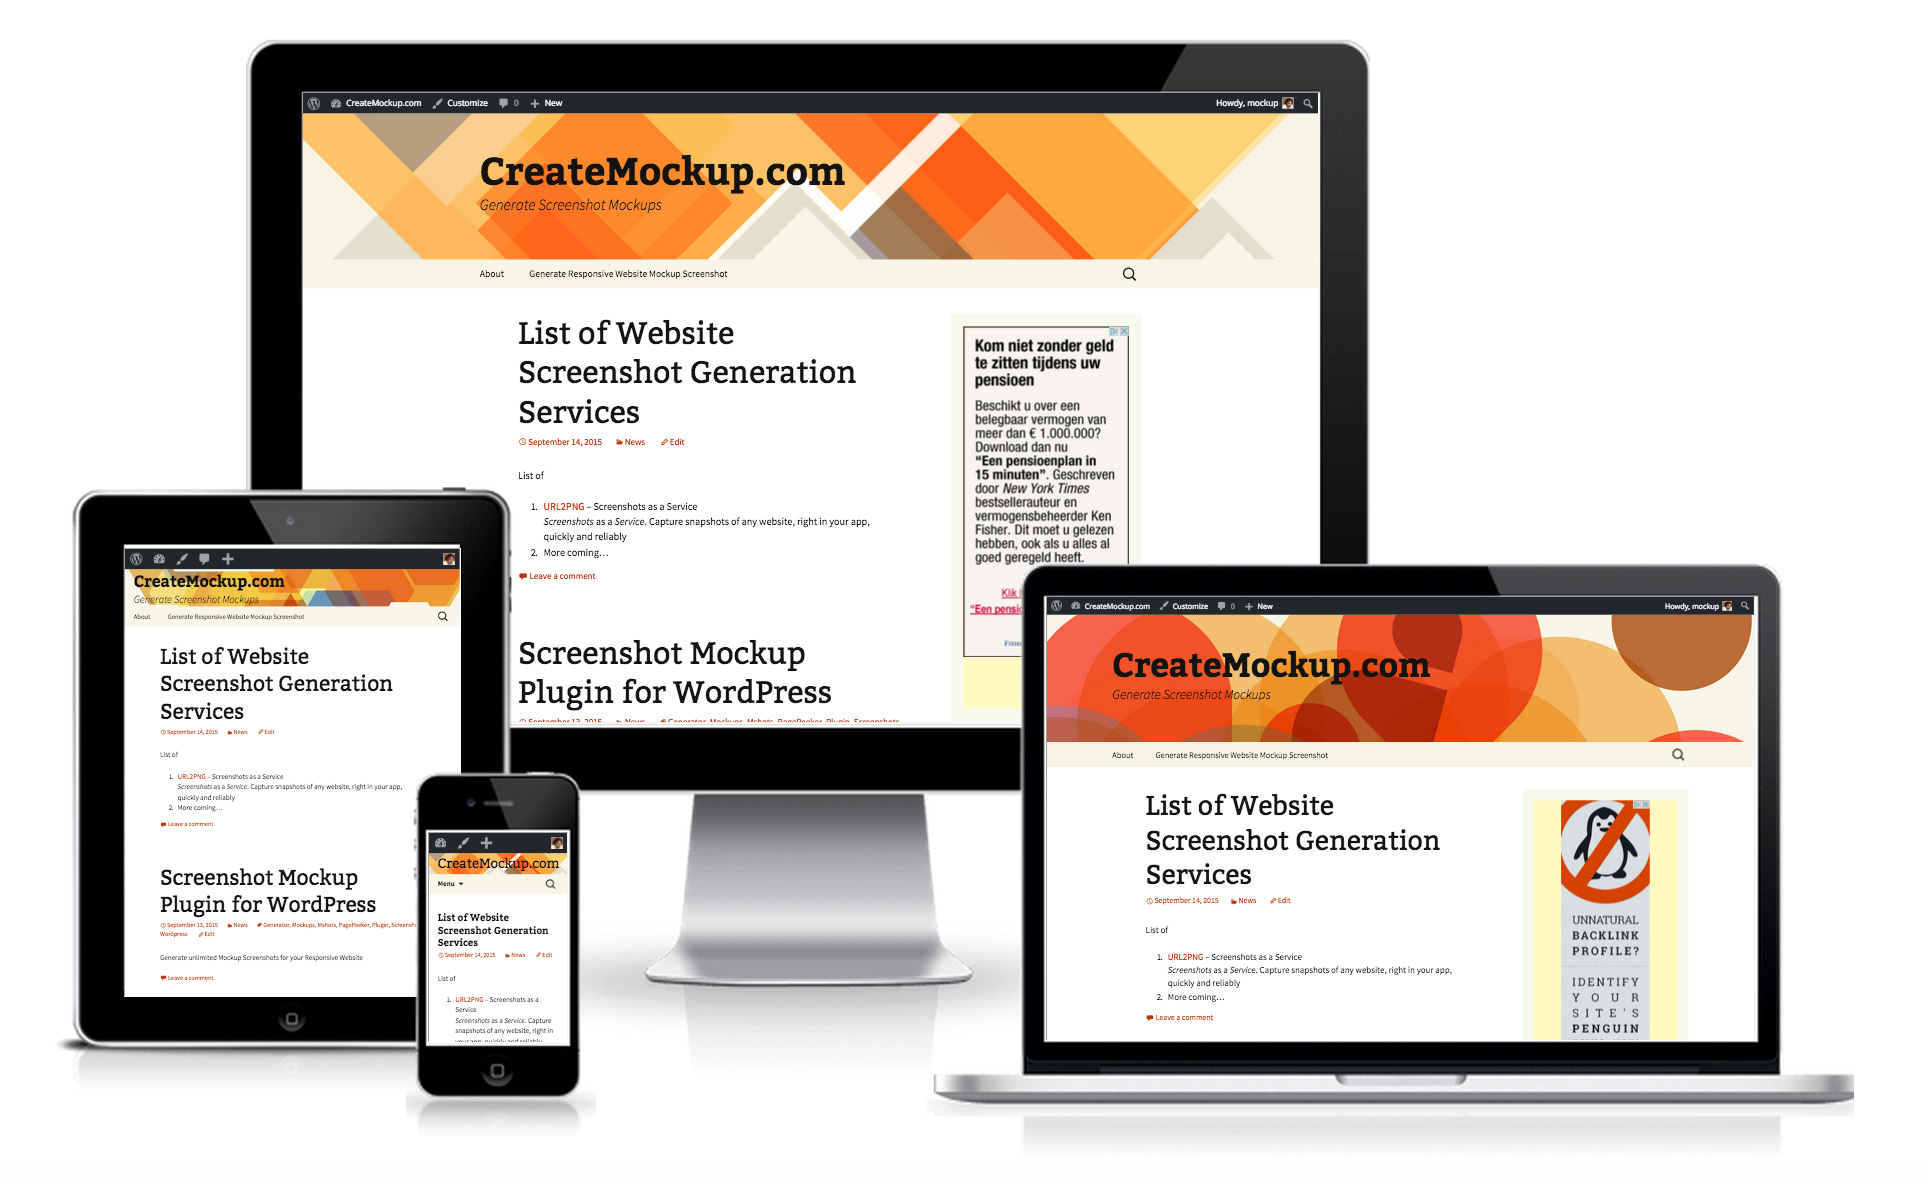 CreateMockup.com Customize 0 New Howdy, mockup
CreateMockup.com
Generate Screenshot Mockups
About Generate Responsive Website Mockup Screenshot
List of Website
Screenshot Generation
Services
September 14, 2015 News Edit
List of
1. URL2PNG – Screenshots as a Service
Screenshots as a Service. Capture snapshots of any website, right in your app,
quickly and reliably
2. More coming...
Leave a comment
Screenshot Mockup
Plugin for WordPress
September 13, 2015 News Generator, Mockups, Mshots, PagePeeker, Plugin, Screenshots
Kom niet zonder geld
te zitten tijdens uw
pensioen
Beschikt u over een
belegbaar vermogen van
meer dan € 1.000.000?
Download dan nu
“Een pensioenplan in
15 minuten”. Geschreven
door New York Times
bestsellerauteur en
vermogensbeheerder Ken
Fisher. Dit moet u gelezen
hebben, ook als u alles al
goed geregeld heeft.
Klik
“Een
CreateMockup.com
Generate Screenshot Mockups
About Generate Responsive Website Mockup Screenshot
List of Website
Screenshot Generation
Services
September 14, 2015 News Edit
List of
1. URL2PNG – Screenshots as a Service
Screenshots as a Service. Capture snapshots of any website, right in your app,
quickly and reliably
2. More coming...
Leave a comment
Screenshot Mockup
Plugin for WordPress
September 13, 2015 News Generator, Mockups, Mshots, PagePeeker, Plugin,
Wordpress Edit
Generate unlimited Mockup Screenshots for your Responsive Website
Leave a comment
CreateMockup.com
Menu
List of Website
Screenshot Generation
Services
September 14, 2015 News Edit
List of
1. URL2PNG – Screenshots as a
Service
Screenshots as a Service. Capture
snapshots of any website, right in
your app, quickly and reliably
CreateMockup.com Customize 0 New Howdy, mockup
CreateMockup.com
Generate Screenshot Mockups
About Generate Responsive Website Mockup Screenshot
List of Website
Screenshot Generation
Services
September 14, 2015 News Edit
List of
1. URL2PNG – Screenshots as a Service
Screenshots as a Service. Capture snapshots of any website, right in your app,
quickly and reliably
2. More coming...
Leave a comment
UNNATURAL
BACKLINK
PROFILE?
IDENTIFY
YOUR
SITE'S
PENGUIN